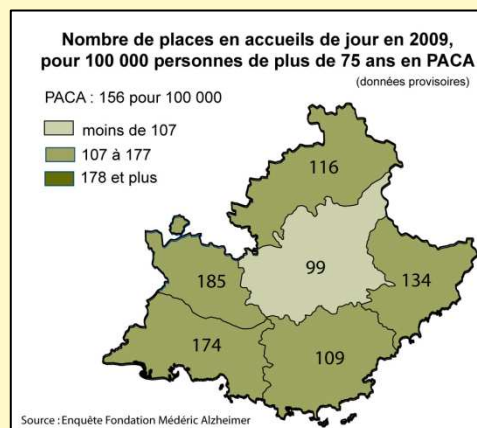 Nombre de places en accueils de jour en 2009,
pour 100 000 personnes de plus de 75 ans en PACA
(données provisoires)
PACA : 156 pour 100 000
moins de 107
107 à 177
178 et plus
116
99
185
134
174
109
Source : Enquête Fondation Médéric Alzheimer